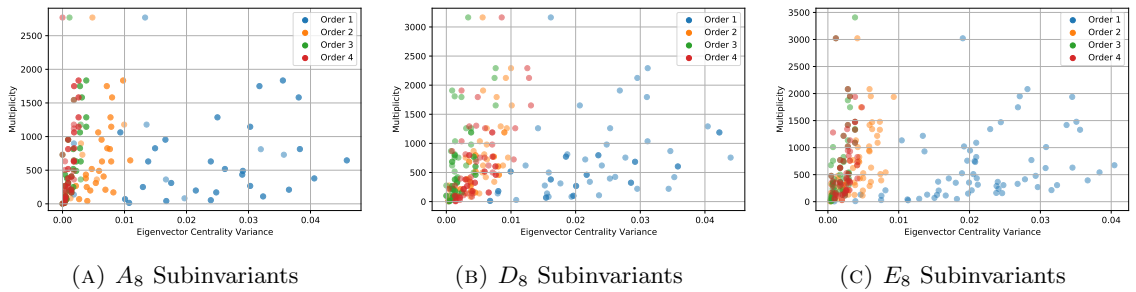 2500
2000
1500
1000
500
0
Multiplicity
0.00 0.01 0.02 0.03 0.04
Eigenvector Centrality Variance
Order 1
Order 2
Order 3
Order 4
(A) A8 Subinvariants
3000
2500
2000
1500
1000
500
0
Multiplicity
0.00 0.01 0.02 0.03 0.04
Eigenvector Centrality Variance
Order 1
Order 2
Order 3
Order 4
(B) D8 Subinvariants
3500
3000
2500
2000
1500
1000
500
0
Multiplicity
0.00 0.01 0.02 0.03 0.04
Eigenvector Centrality Variance
Order 1
Order 2
Order 3
Order 4
(C) E8 Subinvariants